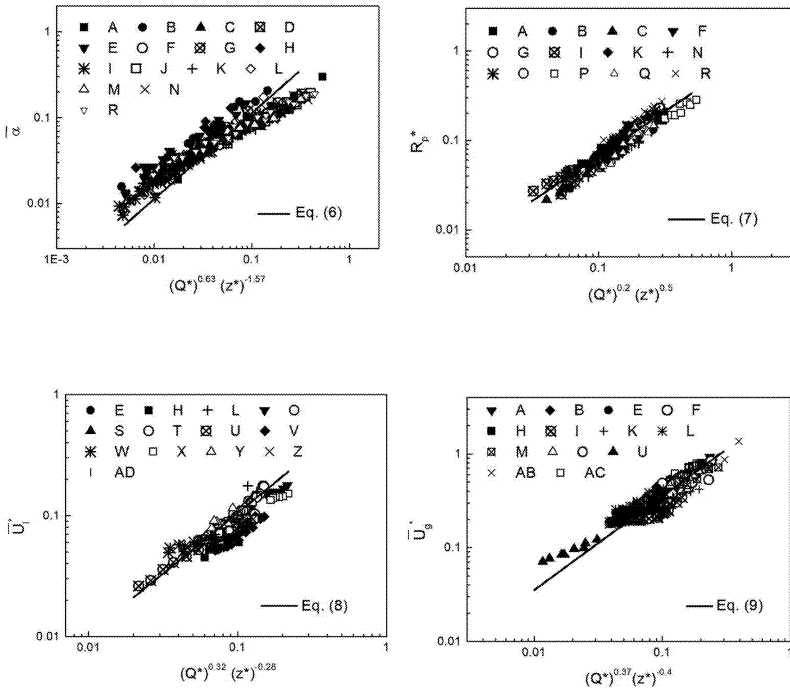 A B C D
E F G H
I J K L
M N
R
1
0.1
0.01
ᾱ
Eq. (6)
1E-3 0.01 0.1 1
(Q*)^0.63 (z*)^-1.57
A B C F
G I K N
O P Q R
1
0.1
0.01
R_p*
Eq. (7)
0.01 0.1 1
(Q*)^0.2 (z*)^0.5
E H L O
S T U V
W X Y Z
AD
1
0.1
0.01
Ū_l*
Eq. (8)
0.01 0.1 1
(Q*)^0.32 (z*)^-0.28
A B E F
H I K L
M O U
AB AC
1
0.1
0.01
Ū_g*
Eq. (9)
0.01 0.1 1
(Q*)^0.37 (z*)^-0.4